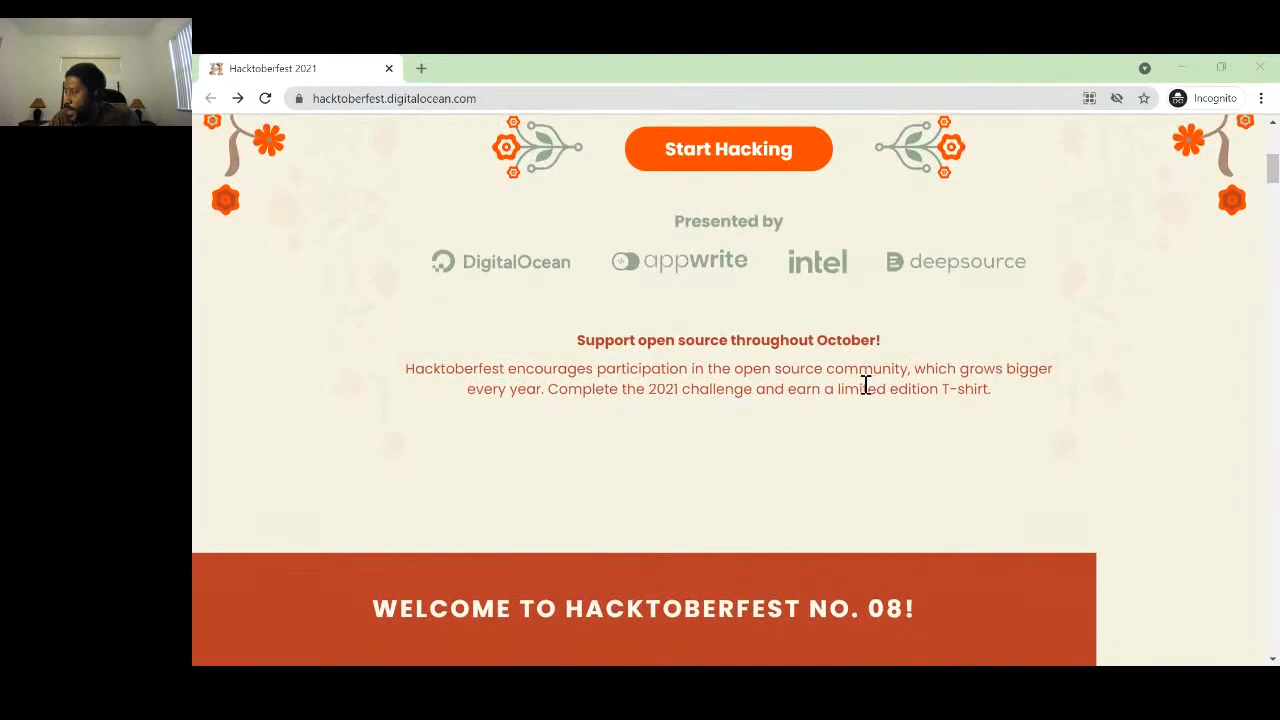 Hacktoberfest 2021
hacktoberfest.digitalocean.com
Incognito
Start Hacking
Presented by
DigitalOcean appwrite intel deepsource
Support open source throughout October!
Hacktoberfest encourages participation in the open source community, which grows bigger
every year. Complete the 2021 challenge and earn a limited edition T-shirt.
WELCOME TO HACKTOBERFEST NO. 08!